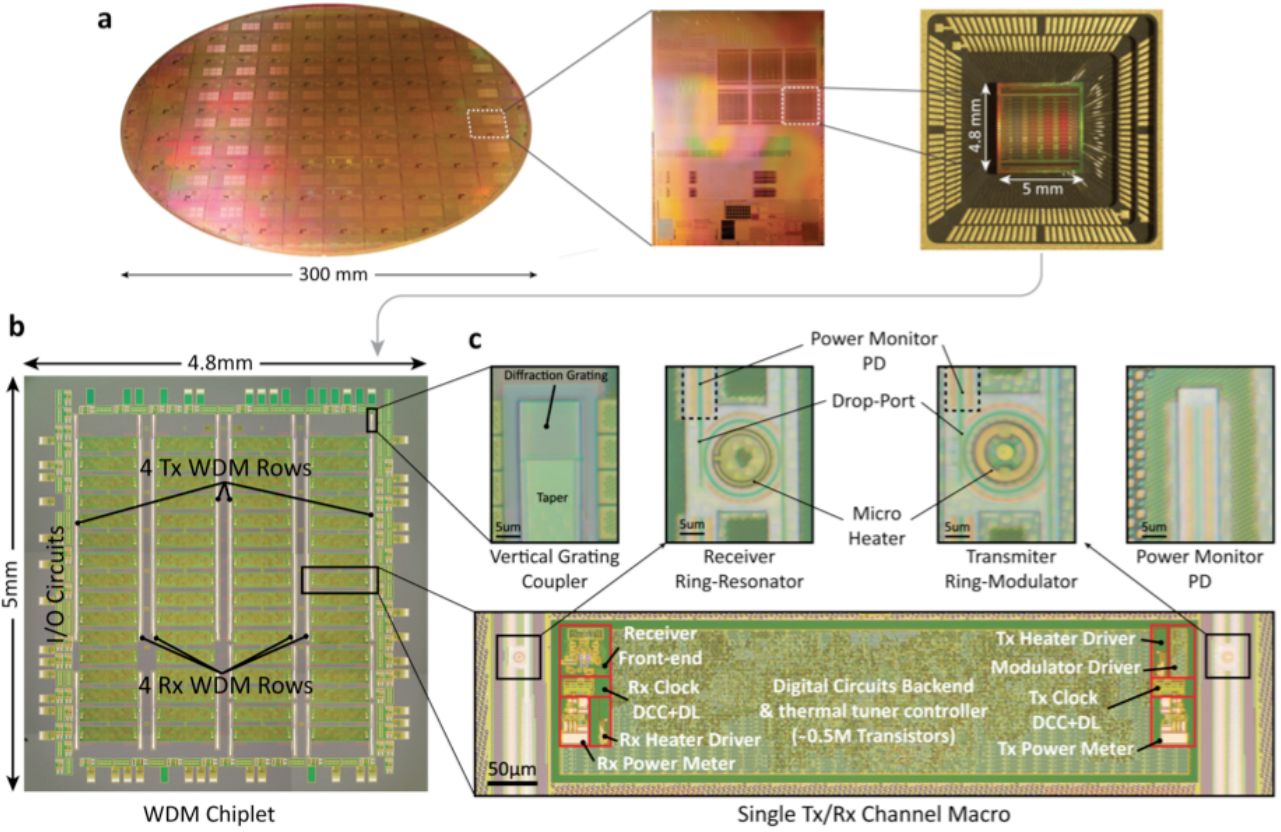 a
300 mm
4.8 mm
5 mm
b
4.8mm
5mm
I/O Circuits
4 Tx WDM Rows
4 Rx WDM Rows
WDM Chiplet
c
Power Monitor
PD
Drop-Port
Micro
Heater
Diffraction Grating
Taper
5um
Vertical Grating
Coupler
5um
Receiver
Ring-Resonator
5um
Transmiter
Ring-Modulator
5um
Power Monitor
PD
Receiver
Front-end
Rx Clock
DCC+DL
Rx Heater Driver
Rx Power Meter
Digital Circuits Backend
& thermal tuner controller
(~0.5M Transistors)
Tx Heater Driver
Modulator Driver
Tx Clock
DCC+DL
Tx Power Meter
50μm
Single Tx/Rx Channel Macro